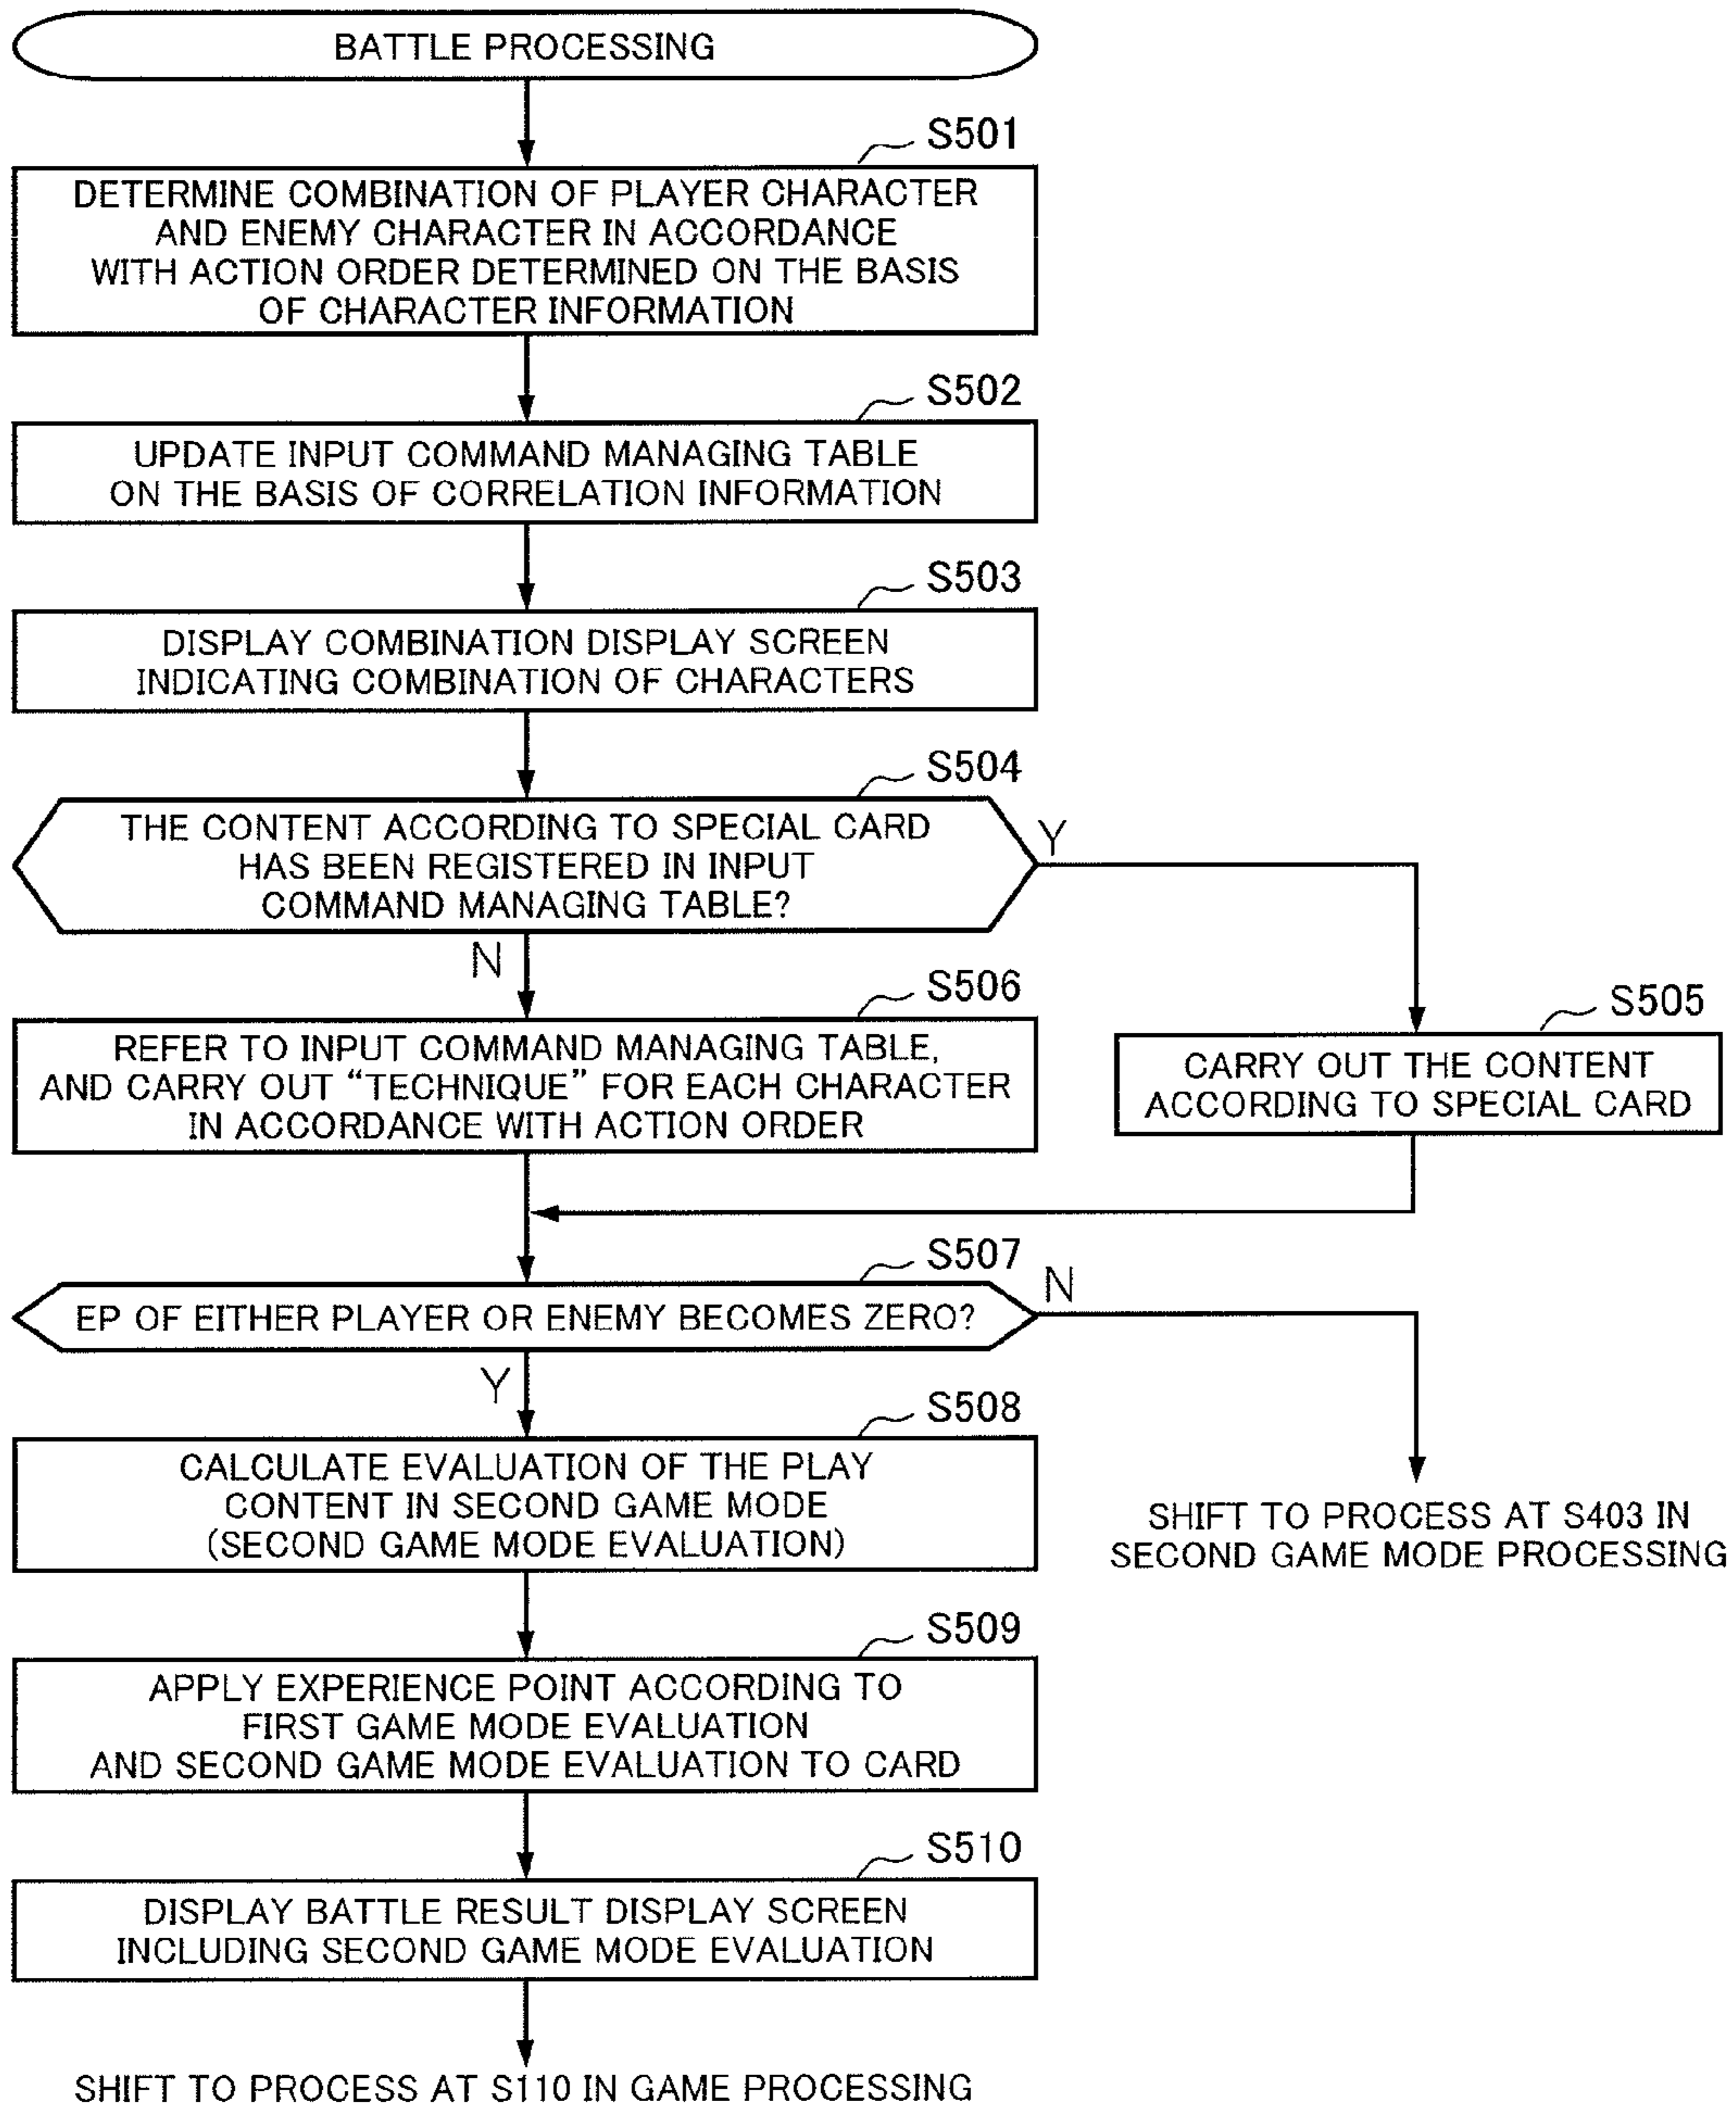 BATTLE PROCESSING
S501
DETERMINE COMBINATION OF PLAYER CHARACTER
AND ENEMY CHARACTER IN ACCORDANCE
WITH ACTION ORDER DETERMINED ON THE BASIS
OF CHARACTER INFORMATION
S502
UPDATE INPUT COMMAND MANAGING TABLE
ON THE BASIS OF CORRELATION INFORMATION
S503
DISPLAY COMBINATION DISPLAY SCREEN
INDICATING COMBINATION OF CHARACTERS
S504
THE CONTENT ACCORDING TO SPECIAL CARD
HAS BEEN REGISTERED IN INPUT
COMMAND MANAGING TABLE?
Y
N
S506
REFER TO INPUT COMMAND MANAGING TABLE,
AND CARRY OUT “TECHNIQUE” FOR EACH CHARACTER
IN ACCORDANCE WITH ACTION ORDER
S505
CARRY OUT THE CONTENT
ACCORDING TO SPECIAL CARD
S507
EP OF EITHER PLAYER OR ENEMY BECOMES ZERO?
N
Y
SHIFT TO PROCESS AT S403 IN
SECOND GAME MODE PROCESSING
S508
CALCULATE EVALUATION OF THE PLAY
CONTENT IN SECOND GAME MODE
(SECOND GAME MODE EVALUATION)
S509
APPLY EXPERIENCE POINT ACCORDING TO
FIRST GAME MODE EVALUATION
AND SECOND GAME MODE EVALUATION TO CARD
S510
DISPLAY BATTLE RESULT DISPLAY SCREEN
INCLUDING SECOND GAME MODE EVALUATION
SHIFT TO PROCESS AT S110 IN GAME PROCESSING